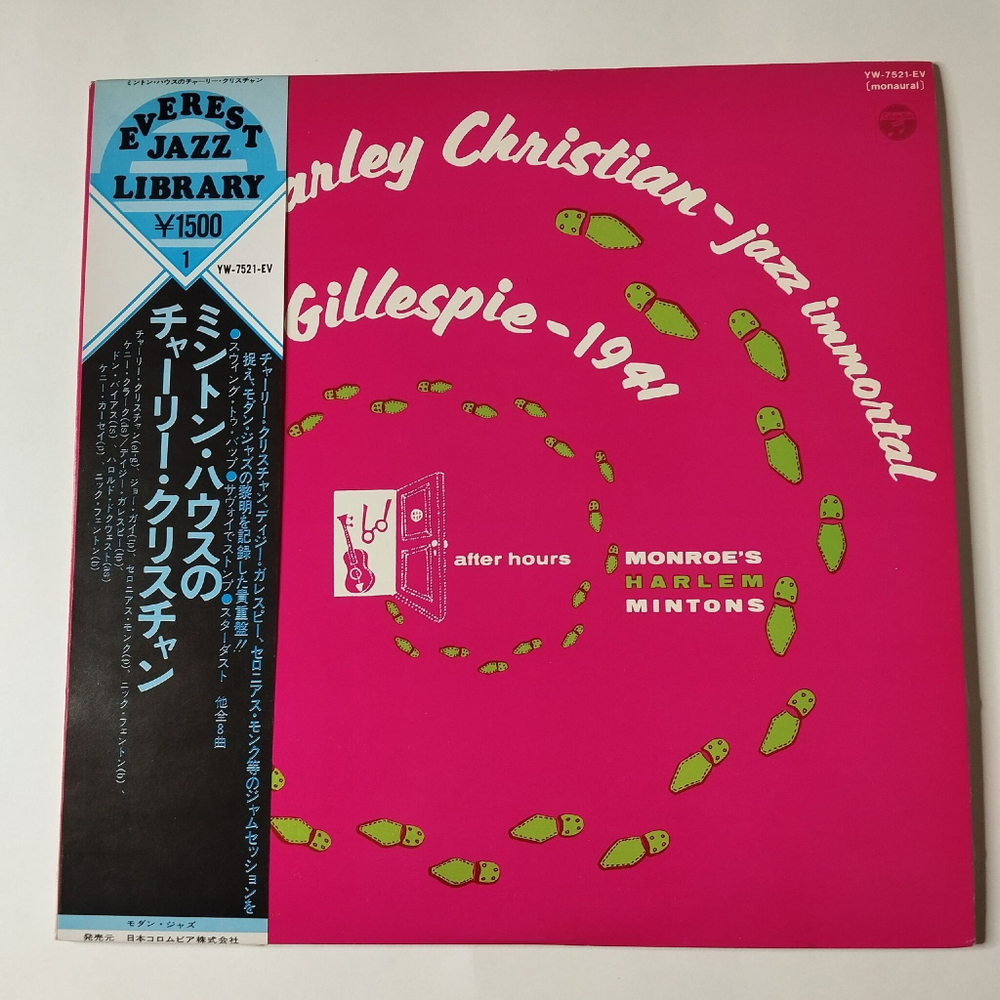 ミントン・ハウスのチャーリー・クリスチャン
EVEREST
JAZZ
LIBRARY
¥1500
1
YW-7521-EV
ミントン・ハウスの
チャーリー・クリスチャン
チャーリー・クリスチャン、デイジー・ガレスピー、セロニアス・モンク等のジャムセッションを
捉え、モダン・ジャズの黎明を記録した貴重盤!!
●スウィング・トゥ・バップ●サヴォイでストンプ●スターダスト 他全8曲
チャーリー・クリスチャン(el-g)、ジョー・ガイ(tp)、セロニアス・モンク(p)、ニック・フェントン(b)、
ケニー・クラーク(ds)、デイジー・ガレスピー(tp)、
ドン・バイアス(ts)、ハロルド・ドクウェスト(as)
ケニー・カーセイ(p)、ニック・フェントン(b)
モダン・ジャズ
発売元 日本コロムビア株式会社
YW-7521-EV
(monaural)
arley Christian - jazz immortal
Gillespie - 1941
after hours
MONROE'S
HARLEM
MINTONS